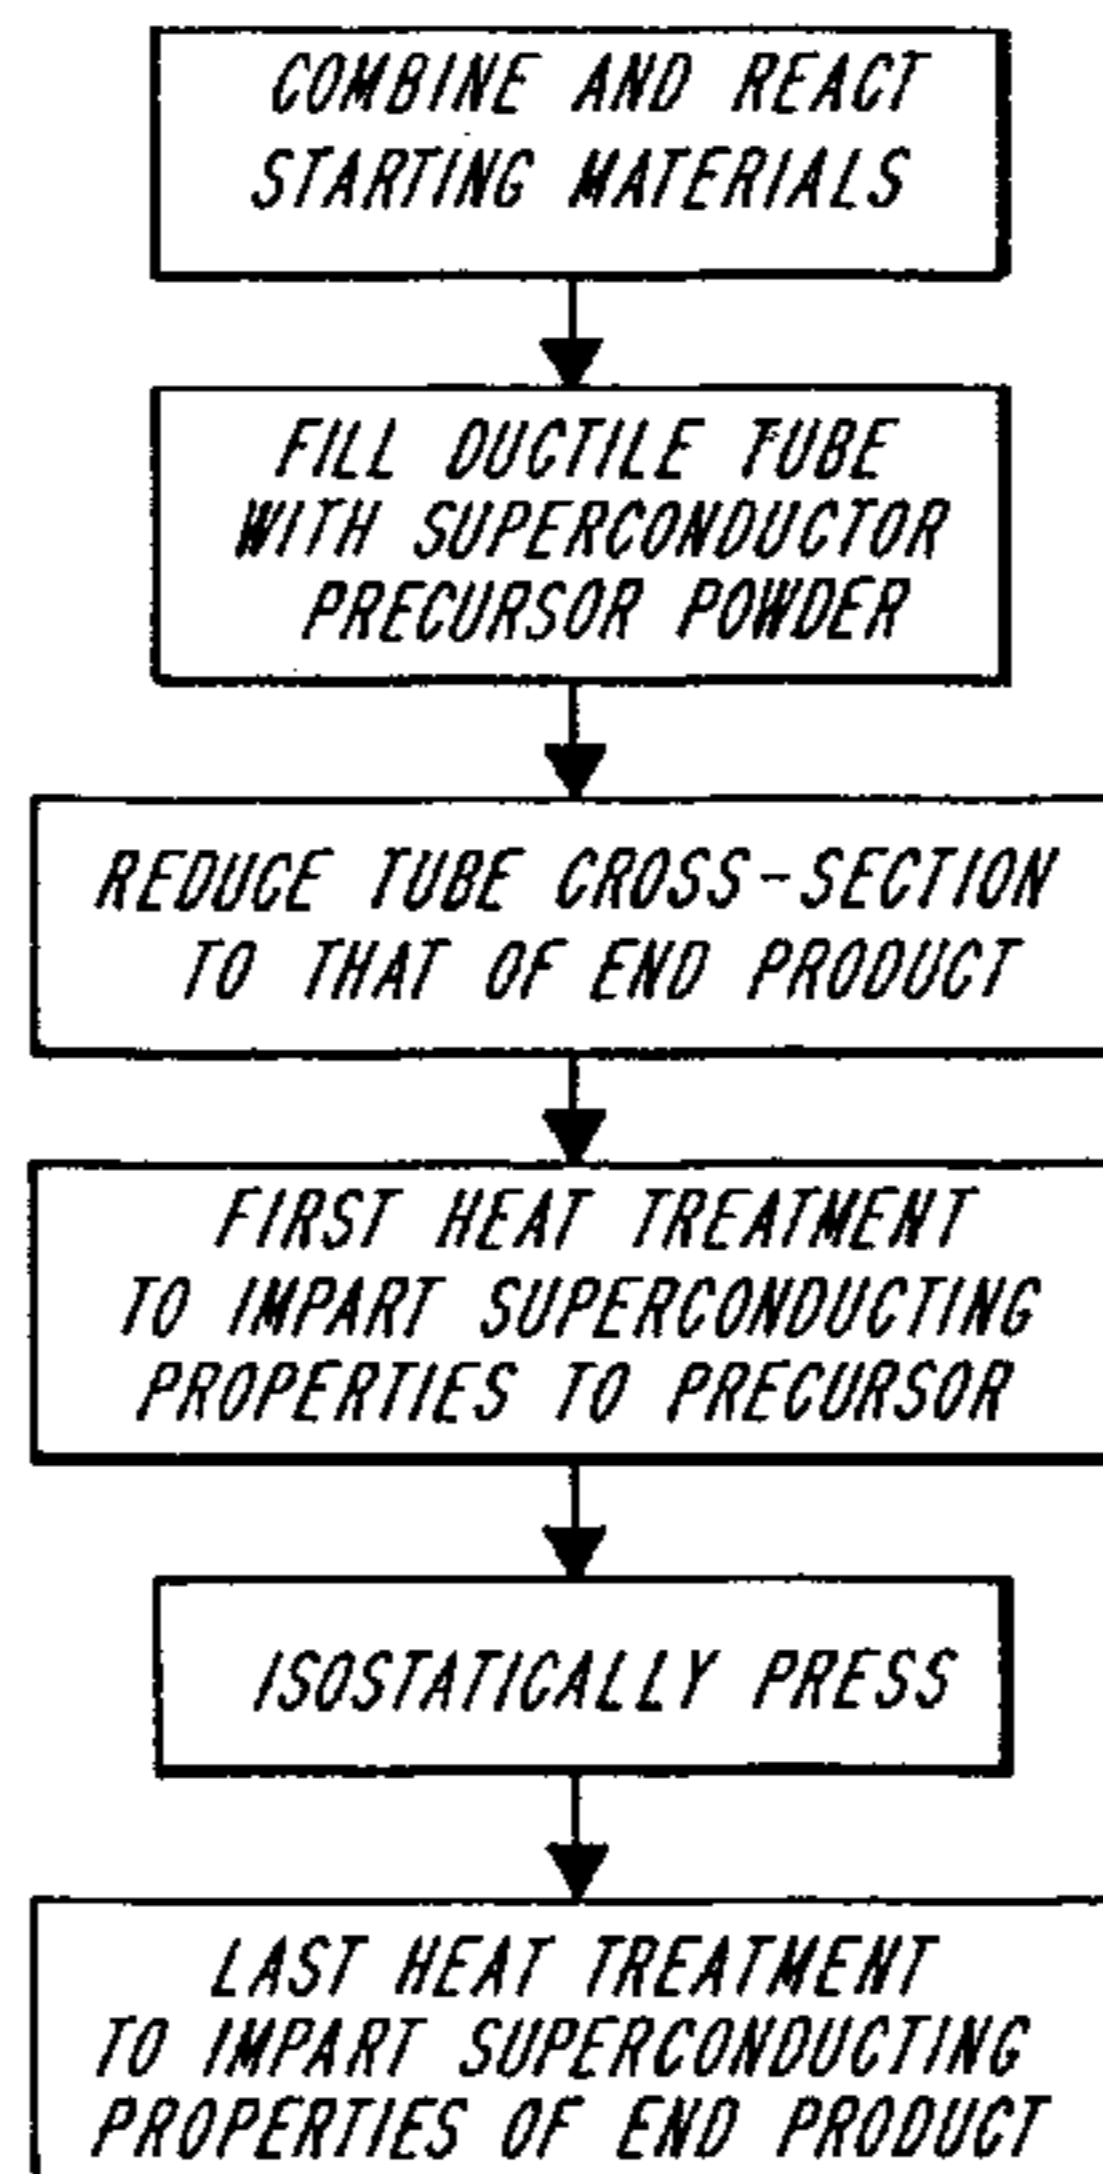 COMBINE AND REACT
STARTING MATERIALS
FILL DUCTILE TUBE
WITH SUPERCONDUCTOR
PRECURSOR POWDER
REDUCE TUBE CROSS-SECTION
TO THAT OF END PRODUCT
FIRST HEAT TREATMENT
TO IMPART SUPERCONDUCTING
PROPERTIES TO PRECURSOR
ISOSTATICALLY PRESS
LAST HEAT TREATMENT
TO IMPART SUPERCONDUCTING
PROPERTIES OF END PRODUCT